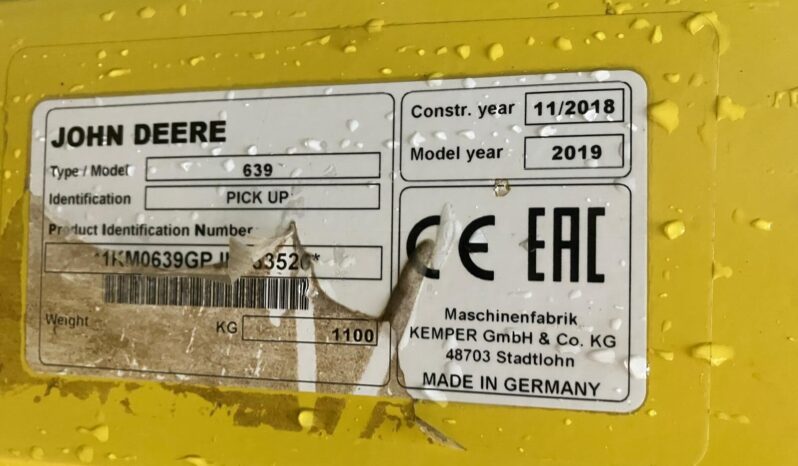 JOHN DEERE
Type / Model 639
Identification PICK UP
Product Identification Number
Weight KG 1100
Constr. year 11/2018
Model year 2019
CE EAC
Maschinenfabrik
KEMPER GmbH & Co. KG
48703 Stadtlohn
MADE IN GERMANY